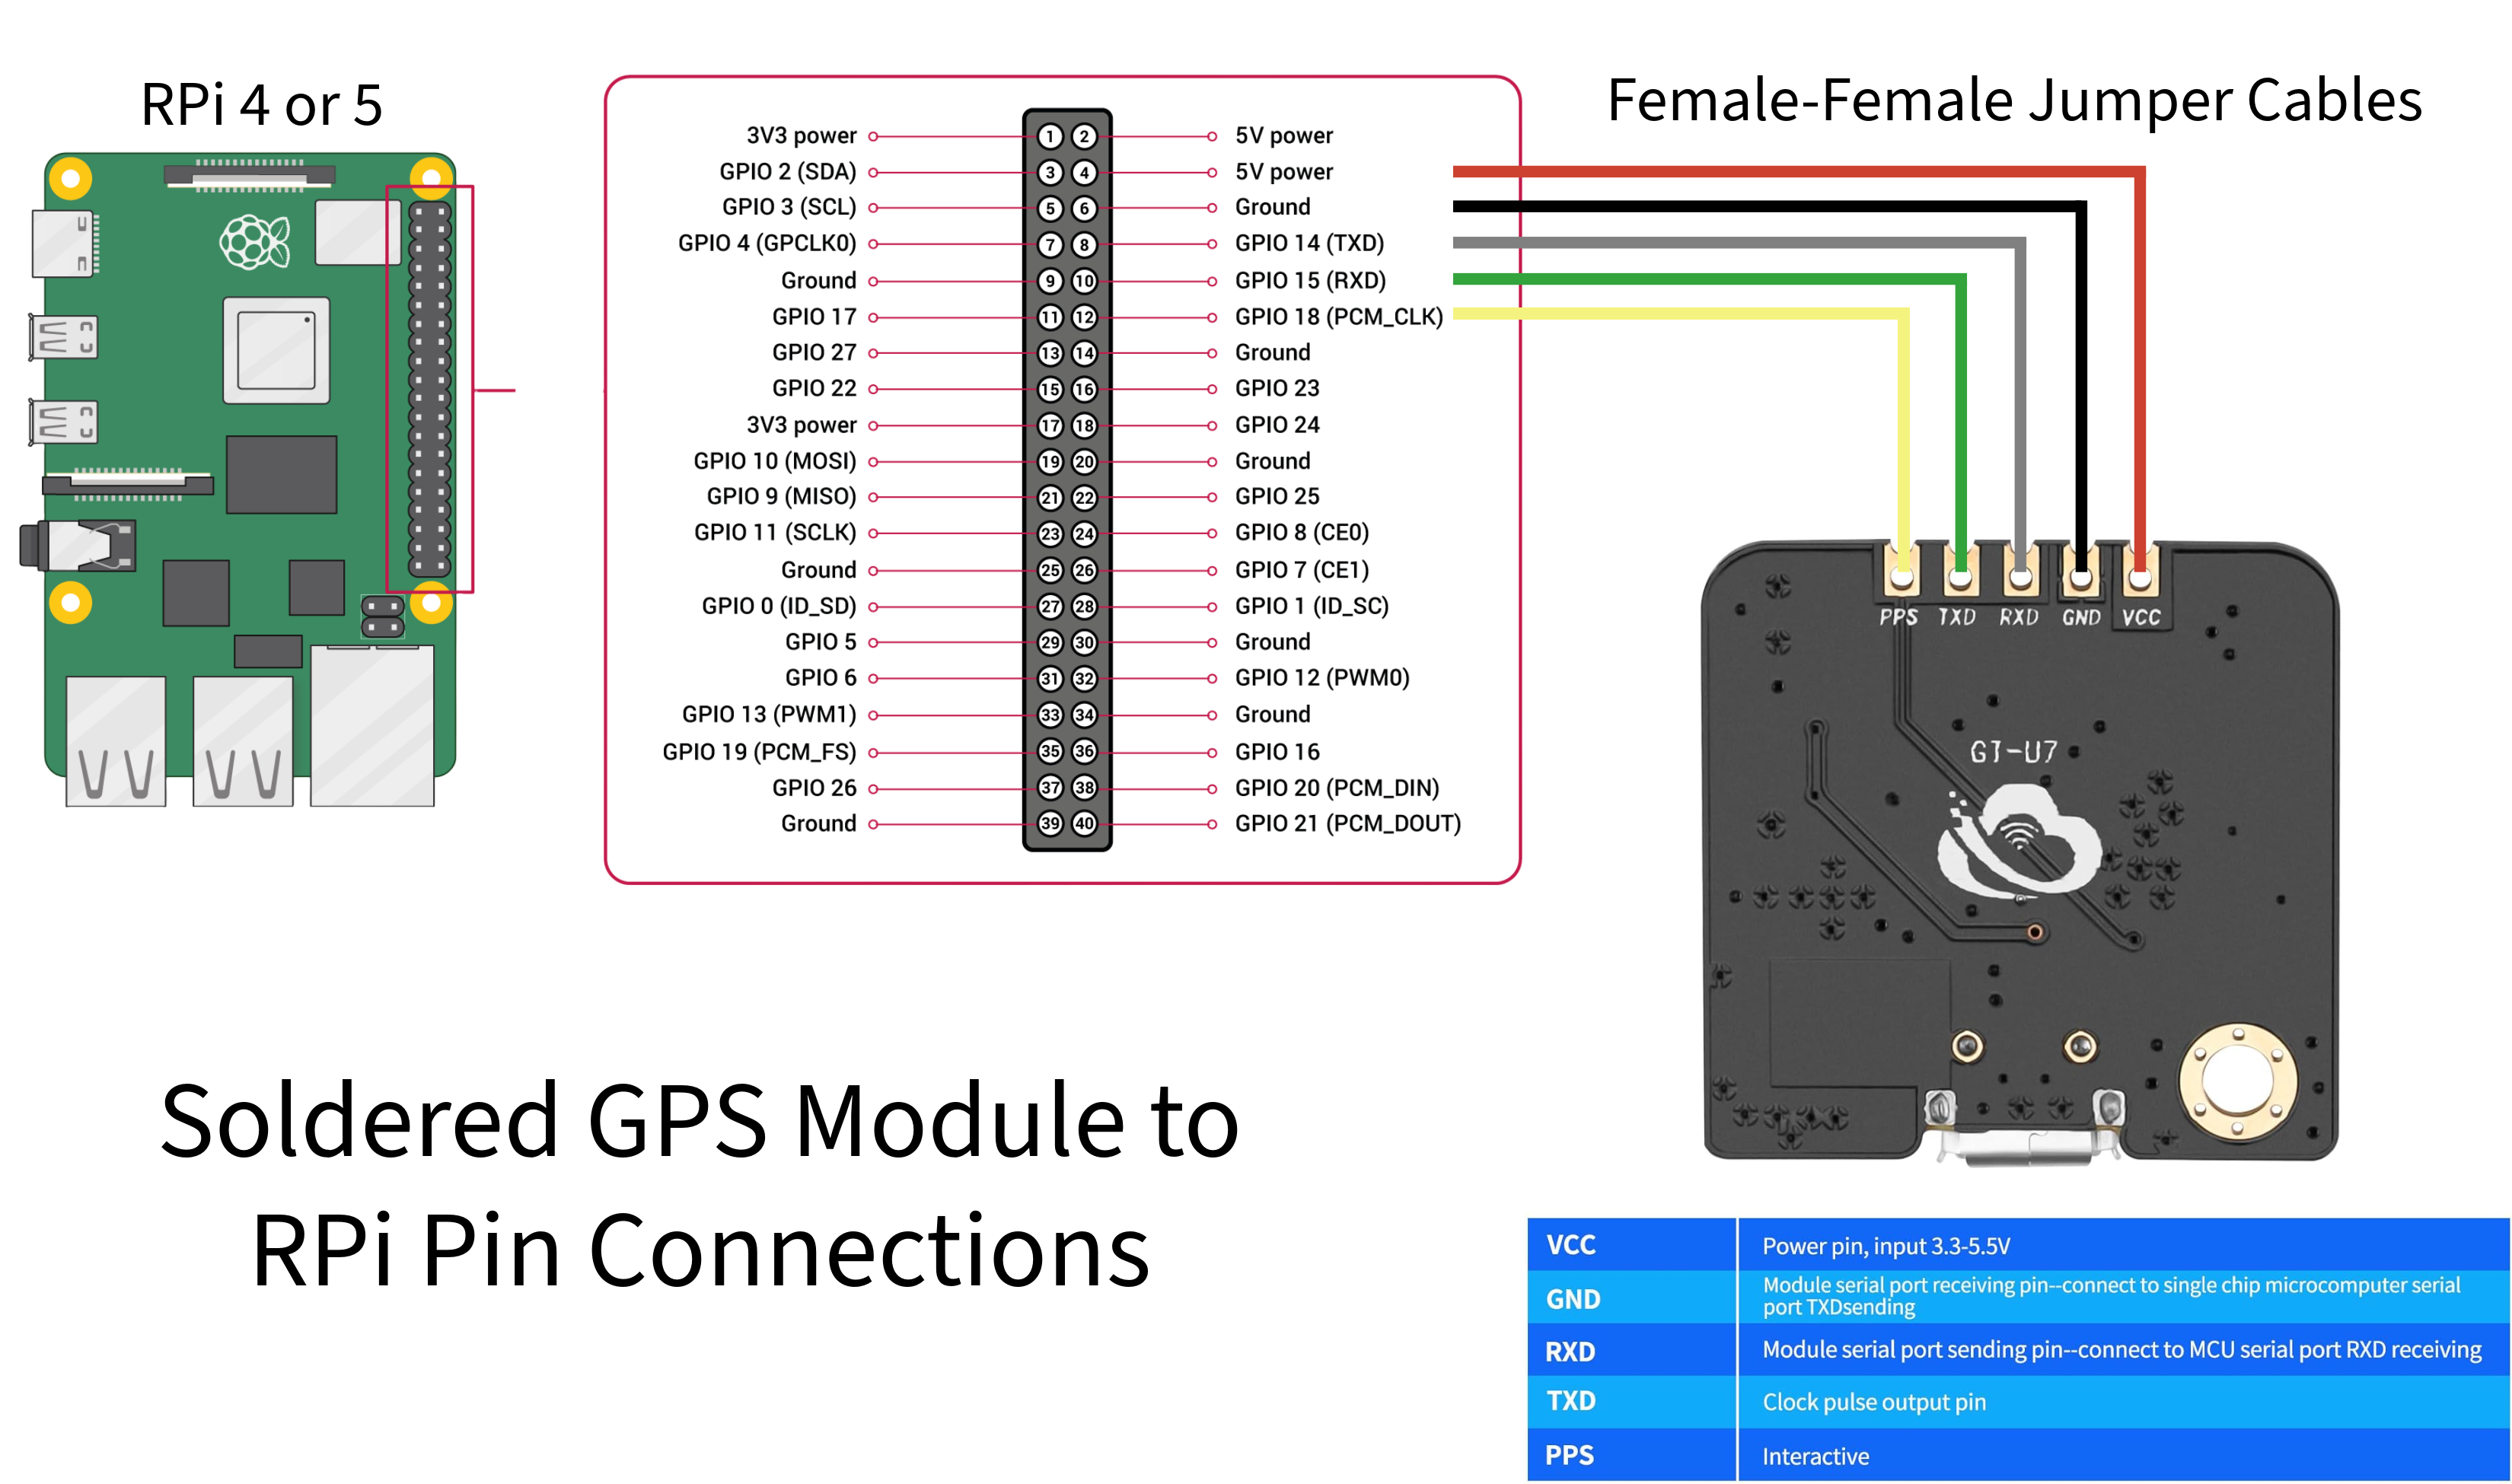 RPi 4 or 5
Female-Female Jumper Cables
3V3 power 1 2 5V power
GPIO 2 (SDA) 3 4 5V power
GPIO 3 (SCL) 5 6 Ground
GPIO 4 (GPCLK0) 7 8 GPIO 14 (TXD)
Ground 9 10 GPIO 15 (RXD)
GPIO 17 11 12 GPIO 18 (PCM_CLK)
GPIO 27 13 14 Ground
GPIO 22 15 16 GPIO 23
3V3 power 17 18 GPIO 24
GPIO 10 (MOSI) 19 20 Ground
GPIO 9 (MISO) 21 22 GPIO 25
GPIO 11 (SCLK) 23 24 GPIO 8 (CE0)
Ground 25 26 GPIO 7 (CE1)
GPIO 0 (ID_SD) 27 28 GPIO 1 (ID_SC)
GPIO 5 29 30 Ground
GPIO 6 31 32 GPIO 12 (PWM0)
GPIO 13 (PWM1) 33 34 Ground
GPIO 19 (PCM_FS) 35 36 GPIO 16
GPIO 26 37 38 GPIO 20 (PCM_DIN)
Ground 39 40 GPIO 21 (PCM_DOUT)
PPS TXD RXD GND VCC
GT-U7
Soldered GPS Module to
RPi Pin Connections
VCC Power pin, input 3.3-5.5V
GND Module serial port receiving pin--connect to single chip microcomputer serial
port TXDsending
RXD Module serial port sending pin--connect to MCU serial port RXD receiving
TXD Clock pulse output pin
PPS Interactive